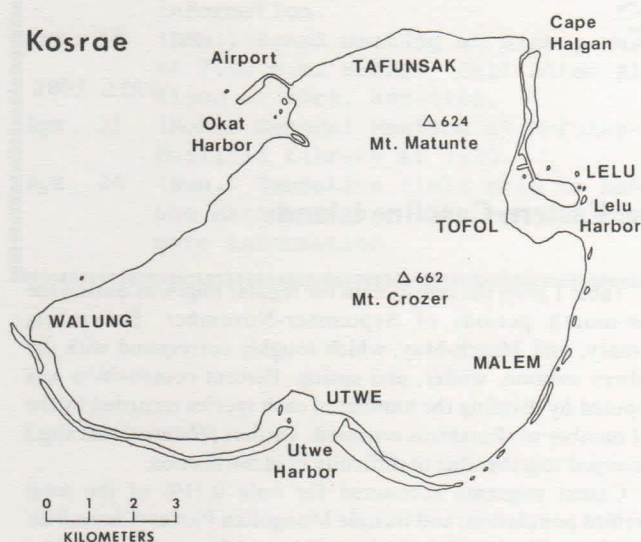 Kosrae
Airport
TAFUNSAK
Cape
Halgan
Okat
Harbor
△ 624
Mt. Matunte
LELU
Lelu
Harbor
TOFOL
△ 662
Mt. Crozer
WALUNG
MALEM
UTWE
Utwe
Harbor
0 1 2 3
KILOMETERS